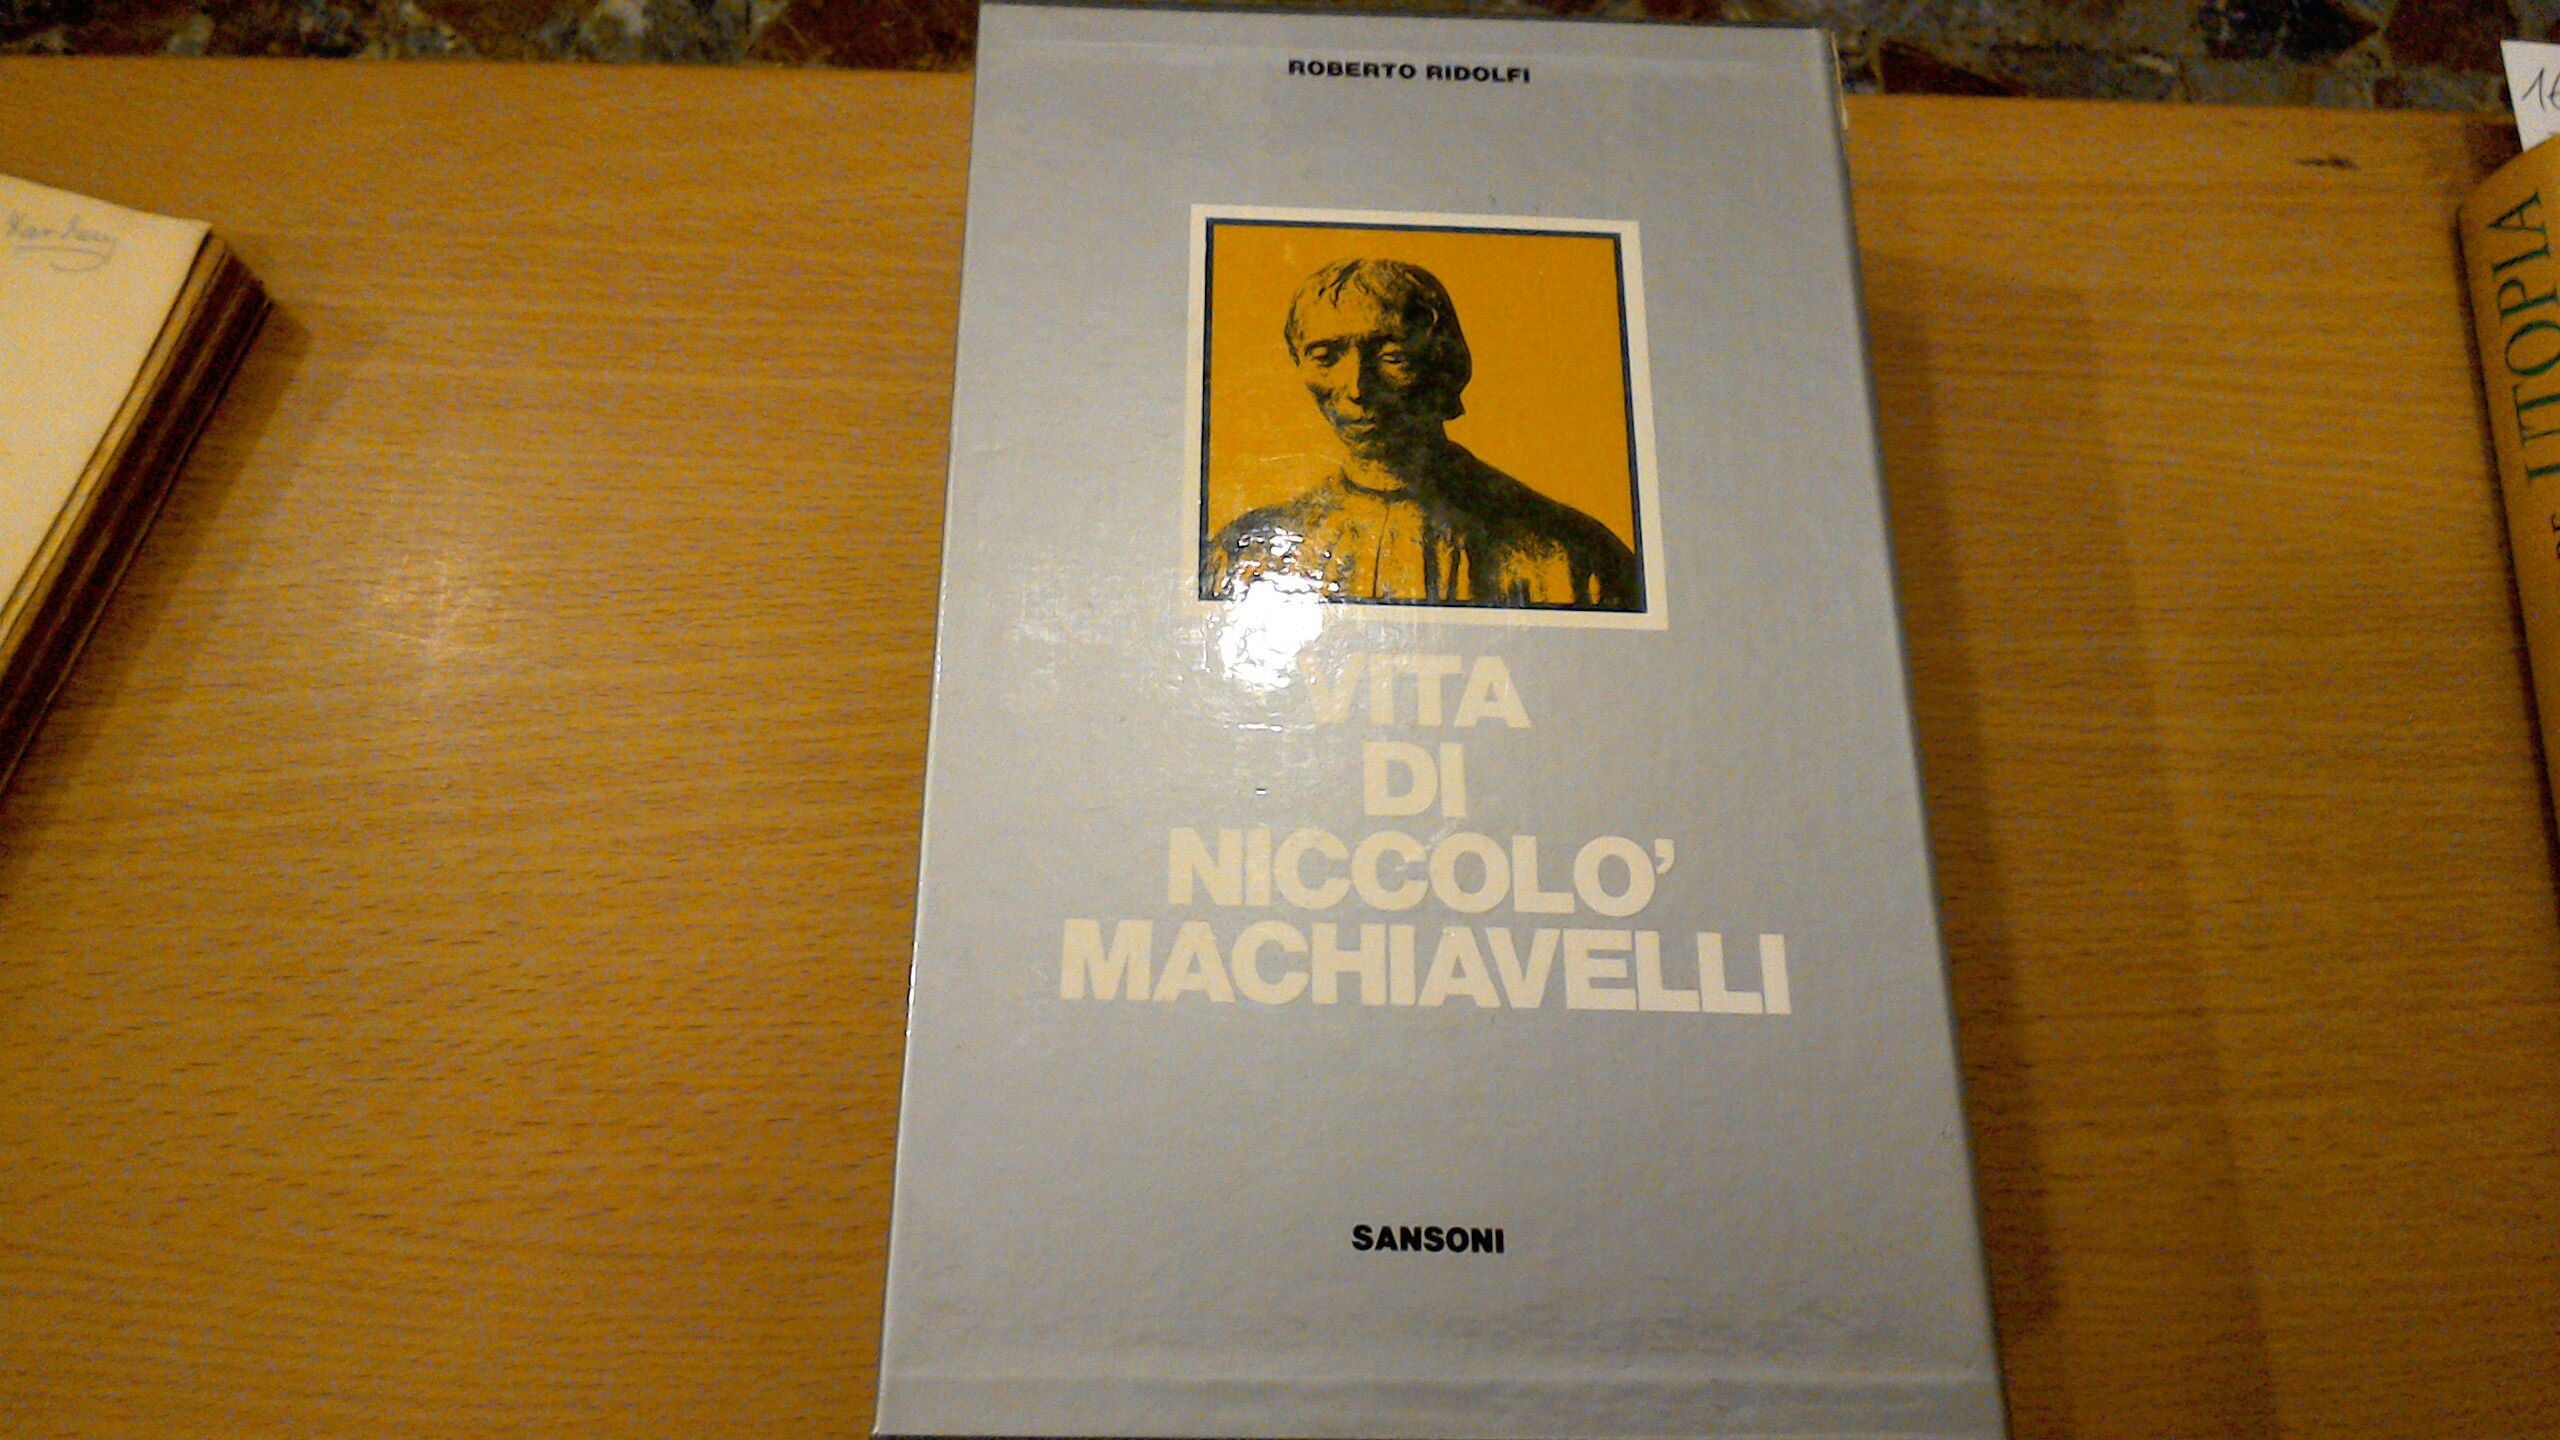 ROBERTO RIDOLFI
VITA
DI
NICCOLO'
MACHIAVELLI
SANSONI
UTOPIA